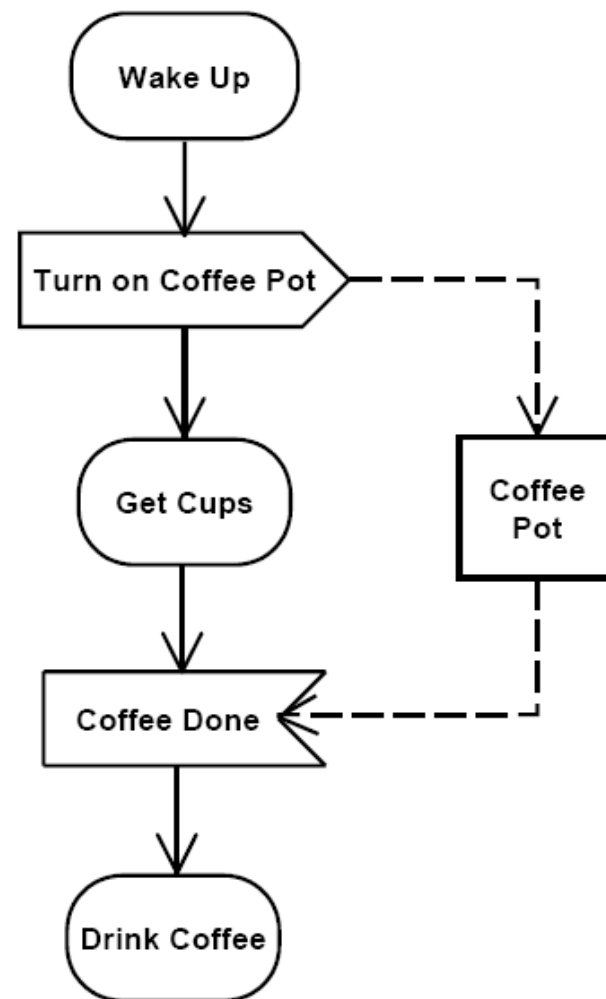 Wake Up
Turn on Coffee Pot
Get Cups
Coffee
Pot
Coffee Done
Drink Coffee